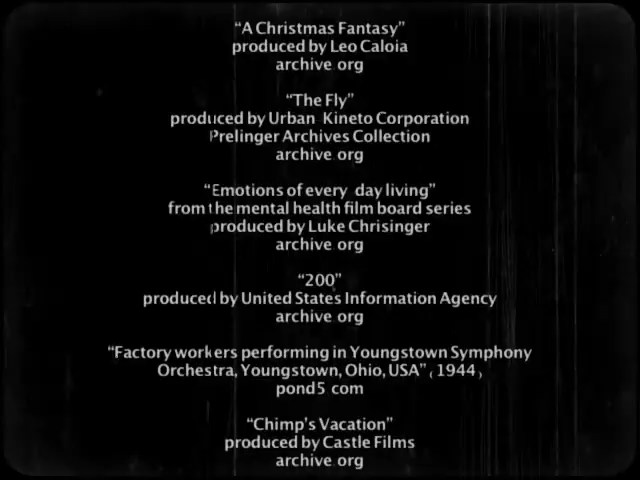 “A Christmas Fantasy”
produced by Leo Caloia
archive.org
“The Fly”
produced by Urban Kineto Corporation
Prelinger Archives Collection
archive.org
“Emotions of every day living”
from the mental health film board series
produced by Luke Chrisinger
archive.org
“200”
produced by United States Information Agency
archive.org
“Factory workers performing in Youngstown Symphony
Orchestra, Youngstown, Ohio, USA” (1944)
pond5.com
“Chimp's Vacation”
produced by Castle Films
archive.org